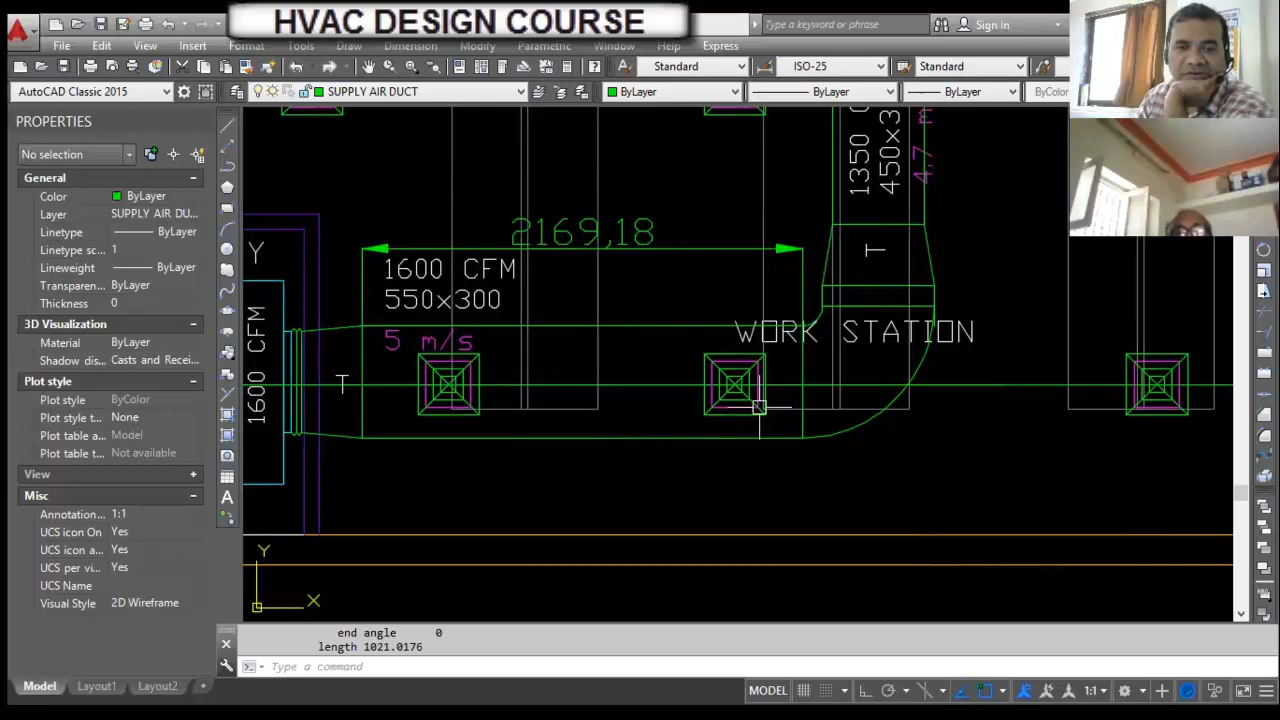 HVAC DESIGN COURSE
Type a keyword or phrase
Sign In
File Edit View Insert Format Tools Draw Dimension Modify Parametric Window Help Express
Standard ISO-25 Standard
AutoCAD Classic 2015
SUPPLY AIR DUCT
ByLayer ByLayer ByLayer ByColor
PROPERTIES
No selection
General
Color ByLayer
Layer SUPPLY AIR DUC...
Linetype ByLayer
Linetype sc... 1
Lineweight ByLayer
Transparen... ByLayer
Thickness 0
3D Visualization
Material ByLayer
Shadow dis... Casts and Recei...
Plot style
Plot style ByColor
Plot style t... None
Plot table a... Model
Plot table t... Not available
View
Misc
Annotation... 1:1
UCS icon On Yes
UCS icon a... Yes
UCS per vi... Yes
UCS Name
Visual Style 2D Wireframe
2169,18
1600 CFM
550x300
5 m/s
Y
1600 CFM
T
T
1350
450x3
4.7
WORK STATION
Y
X
end angle 0
length 1021.0176
Type a command
Model Layout1 Layout2 +
MODEL
1:1